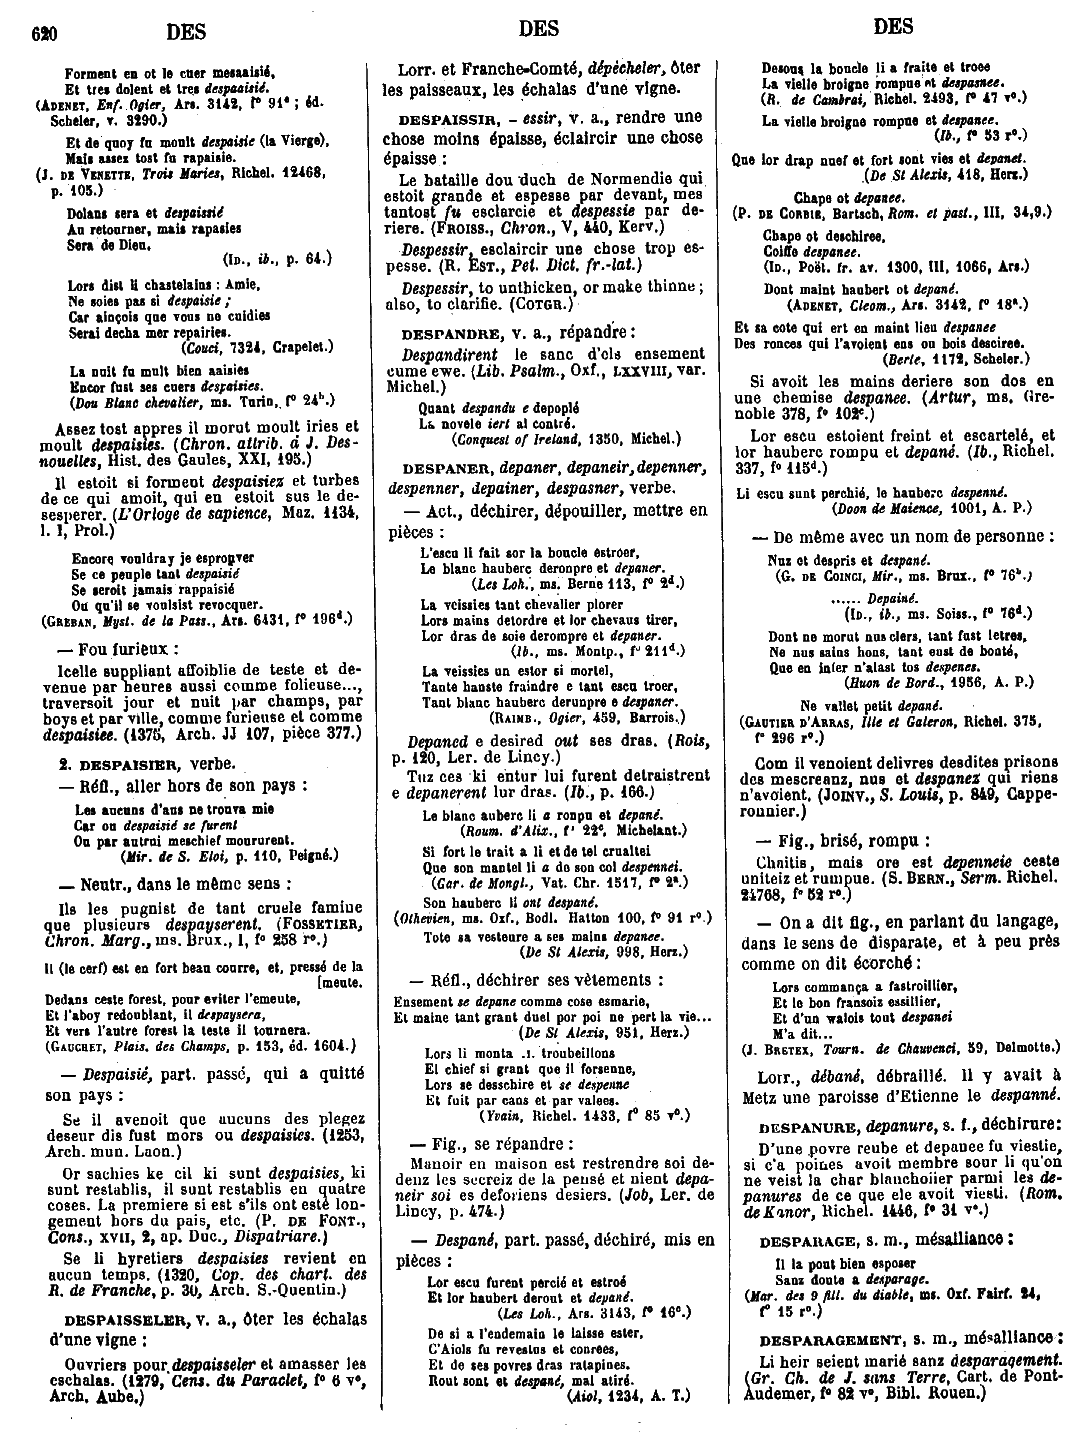 620 DES DES DES
Forment en ot le cuer mesaaisié,
Et tres dolent et tres despaaisié.
(ADENET, Enf. Ogier, Ars. 3142, f° 91ª ; éd.
Scheler, v. 3290.)
Et de quoy fu moult despaisie (la Vierge),
Mais assez tost fu rapaisie.
(J. DE VENETTE, Trois Maries, Richel. 12468,
p. 105.)
Dolans sera et despaissié
Au retourner, mais rapasies
Sera de Dieu.
(ID., ib., p. 64.)
Lors dist li chastelains : Amie,
Ne soies pas si despaisie ;
Car ainçois que vous ne cuidies
Serai decha mer repairies.
(Couci, 7324, Crapelet.)
La nuit fu mult bien aaisies
Encor fust ses cuers despaisies.
(Dou Blanc chevalier, ms. Turin, f° 24ᵇ.)
Assez tost appres il morut moult iries et
moult despaisies. (Chron. attrib. à J. Des-
nouelles, Hist. des Gaules, XXI, 195.)
Il estoit si forment despaisiez et turbes
de ce qui amoit, qui en estoit sus le de-
sesperer. (L'Orloge de sapience, Maz. 1134,
l. I, Prol.)
Encore vouldray je esprouver
Se ce peuple tant despaisié
Se seroit jamais rappaisié
Ou qu'il se voulsist revocquer.
(GREBAN, Myst. de la Pass., Ars. 6431, f° 196ᵈ.)
— Fou furieux :
Icelle suppliant affoiblie de teste et de-
venue par heures aussi comme folieuse...,
traversoit jour et nuit par champs, par
boys et par ville, comme furieuse et comme
despaisiee. (1375, Arch. JJ 107, pièce 377.)
2. DESPAISIER, verbe.
— Réfl., aller hors de son pays :
Les aucuns d'aus ne trouva mie
Car ou despaisié se furent
Ou par autrui meschief moururent.
(Mir. de S. Eloi, p. 110, Peigné.)
— Neutr., dans le même sens :
Ils les pugnist de tant cruele famine
que plusieurs despayserent. (FOSSETIER,
Chron. Marg., ms. Brux., I, f° 258 r°.)
Il (le cerf) est en fort beau courre, et, pressé de la
[meute.
Dedans ceste forest, pour eviter l'emeute,
Et l'aboy redoublant, il despaysera,
Et vers l'autre forest la teste il tournera.
(GAUCHET, Plais. des Champs, p. 153, éd. 1604.)
— Despaisié, part. passé, qui a quitté
son pays :
Se il avenoit que aucuns des plegez
deseur dis fust mors ou despaisies. (1253,
Arch. mun. Laon.)
Or sachies ke cil ki sunt despaisies, ki
sunt restablis, il sunt restablis en quatre
coses. La premiere si est s'ils ont esté lon-
gement hors du pais, etc. (P. DE FONT.,
Cons., XVII, 2, ap. Duc., Dispatriare.)
Se li hyretiers despaisies revient en
aucun temps. (1320, Cop. des chart. des
R. de Franche, p. 30, Arch. S.-Quentin.)
DESPAISSELER, v. a., ôter les échalas
d'une vigne :
Ouvriers pour despaisseler et amasser les
eschalas. (1279, Cens. du Paraclet, f° 6 v°,
Arch. Aube.)
Lorr. et Franche-Comté, dépècheler, ôter
les paisseaux, les échalas d'une vigne.
DESPAISSIR, - essir, v. a., rendre une
chose moins épaisse, éclaircir une chose
épaisse :
Le bataille dou duch de Normendie qui
estoit grande et espesse par devant, mes
tantost fu esclarcie et despessie par de-
riere. (FROISS., Chron., V, 440, Kerv.)
Despessir, esclaircir une chose trop es-
pesse. (R. EST., Pet. Dict. fr.-lat.)
Despessir, to unthicken, or make thinne ;
also, to clarifie. (COTGR.)
DESPANDRE, v. a., répandre :
Despandirent le sanc d'els ensement
cume ewe. (Lib. Psalm., Oxf., LXXVIII, var.
Michel.)
Quant despandu e depoplé
La novele iert al contré.
(Conquest of Ireland, 1350, Michel.)
DESPANER, depaner, depaneir, depenner,
despenner, depainer, despasner, verbe.
— Act., déchirer, dépouiller, mettre en
pièces :
L'escu li fait sor la boucle estroer,
Le blanc hauberc deronpre et depaner.
(Les Loh., ms. Berne 113, f° 2ᵈ.)
La veissies tant chevalier plorer
Lors mains detordre et lor chevaus tirer,
Lor dras de soie derompre et depaner.
(Ib., ms. Montp., f° 211ᵈ.)
La veissies un estor si mortel,
Tante hanste fraindre e tant escu troer,
Tant blanc hauberc derunpre e despaner.
(RAIMB., Ogier, 459, Barrois.)
Depaned e desired out ses dras. (Rois,
p. 120, Ler. de Lincy.)
Tuz ces ki entur lui furent detraistrent
e depanerent lur dras. (Ib., p. 166.)
Le blanc auberc li a ronpu et depané.
(Roum. d'Alix., f° 22ᶜ, Michelant.)
Si fort le trait a li et de tel crualtei
Que son mantel li a de son col despennei.
(Gar. de Mongl., Vat. Chr. 1517, f° 2ª.)
Son hauberc li ont despané.
(Othevien, ms. Oxf., Bodl. Hatton 100, f° 91 r°.)
Tote sa vesteure a ses mains depanee.
(De St Alexis, 998, Herz.)
— Réfl., déchirer ses vêtements :
Ensement se depane comme cose esmarie,
Et maine tant grant duel por poi ne pert la vie...
(De St Alexis, 951, Herz.)
Lors li monta .I. troubeillons
El chief si grant que il forsenne,
Lors se desschire et se despenne
Et fuit par cans et par valees.
(Yvain, Richel. 1433, f° 85 v°.)
— Fig., se répandre :
Manoir en maison est restrendre soi de-
denz les secreiz de la pensé et nient depa-
neir soi es deforiens desiers. (Job, Ler. de
Lincy, p. 474.)
— Despané, part. passé, déchiré, mis en
pièces :
Lor escu furent percié et estroé
Et lor haubert derout et depané.
(Les Loh., Ars. 3143, f° 16ᶜ.)
De si a l'endemain le laisse ester,
C'Aiols fu revestus et conrees,
Et de ses povres dras ratapines.
Rout sont et despané, mal atiré.
(Aiol, 1234, A. T.)
Desous la boucle li a fraite et troee
La vielle broigne rompue et despasnee.
(R. de Cambrai, Richel. 2493, f° 47 v°.)
La vielle broigne rompue et despanee.
(Ib., f° 53 r°.)
Que lor drap nuef et fort sont vies et depanet.
(De St Alexis, 418, Herz.)
Chape ot depanee.
(P. DE CORBIE, Bartsch, Rom. et past., III, 34,9.)
Chape ot deschiree,
Coiffe despanee.
(ID., Poët. fr. av. 1300, III, 1066, Ars.)
Dont maint haubert ot depané.
(ADENET, Cleom., Ars. 3142, f° 18ª.)
Et sa cote qui ert en maint lieu despanee
Des ronces qui l'avoient ens ou bois desciree.
(Berte, 1172, Scheler.)
Si avoit les mains deriere son dos en
une chemise despanee. (Artur, ms. Gre-
noble 378, f° 102ᶜ.)
Lor escu estoient freint et escartelé, et
lor hauberc rompu et depané. (Ib., Richel.
337, f° 115ᵈ.)
Li escu sunt perchié, le hauberc despenné.
(Doon de Maience, 1001, A. P.)
— De même avec un nom de personne :
Nuz et despris et despané.
(G. DE COINCI, Mir., ms. Brux., f° 76ᵇ.)
...... Depainé.
(ID., ib., ms. Soiss., f° 76ᵈ.)
Dont ne morut nus clers, tant fust letres,
Ne nus sains hons, tant eust de bonté,
Que en infer n'alast tos despenes.
(Huon de Bord., 1956, A. P.)
Ne vallet petit depané.
(GAUTIER D'ARRAS, Ille et Galeron, Richel. 375,
f° 296 r°.)
Com il venoient delivres desdites prisons
des mescreanz, nus et despanez qui riens
n'avoient. (JOINV., S. Louis, p. 849, Cappe-
ronnier.)
— Fig., brisé, rompu :
Chaitis, mais ore est depenneie ceste
uniteiz et rumpue. (S. BERN., Serm. Richel.
24768, f° 52 r°.)
— On a dit fig., en parlant du langage,
dans le sens de disparate, et à peu près
comme on dit écorché :
Lors commança a fastroillier,
Et le bon fransois essillier,
Et d'un walois tout despanei
M'a dit...
(J. BRETEX, Tourn. de Chauvenci, 59, Delmotte.)
Lorr., débané, débraillé. Il y avait à
Metz une paroisse d'Etienne le despanné.
DESPANURE, depanure, s. f., déchirure :
D'une povre reube et depanee fu viestie,
si c'a poines avoit membre sour li qu'on
ne veist la char blanchoiier parmi les de-
panures de ce que ele avoit viesti. (Rom.
de Kanor, Richel. 1446, f° 31 v°.)
DESPARAGE, s. m., mésalliance :
Il la pout bien esposer
Sanz doute a desparage.
(Mar. des 9 fill. du diable, ms. Oxf. Fairf. 24,
f° 15 r°.)
DESPARAGEMENT, s. m., mésalliance :
Li heir seient marié sanz desparagement.
(Gr. Ch. de J. sans Terre, Cart. de Pont-
Audemer, f° 82 v°, Bibl. Rouen.)